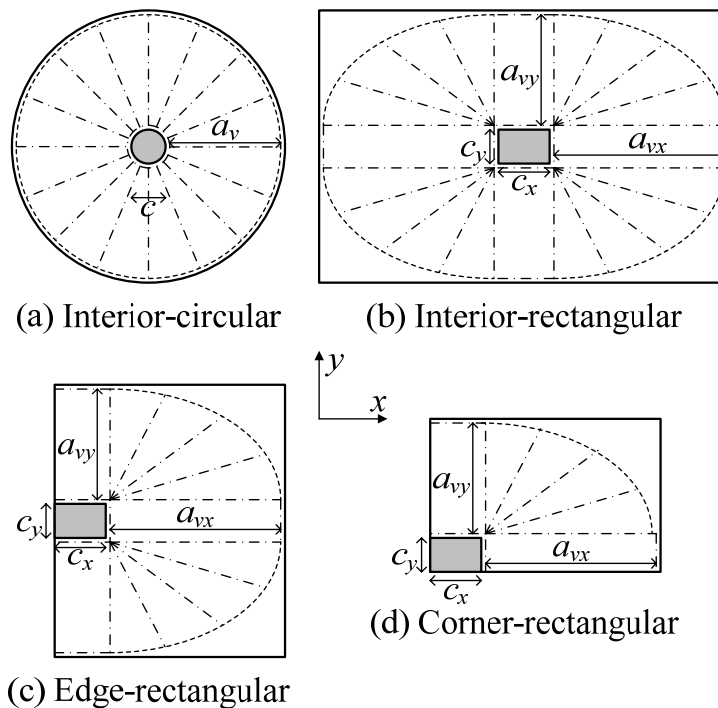 a_v
c
(a) Interior-circular
a_vy
c_y
a_vx
c_x
(b) Interior-rectangular
y
x
a_vy
c_y
a_vx
c_x
(c) Edge-rectangular
a_vy
c_y
a_vx
c_x
(d) Corner-rectangular